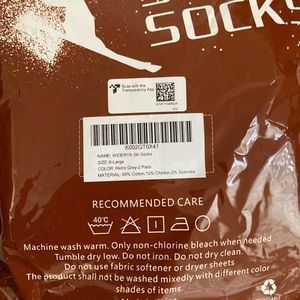 SOCKS
Scan with the
Transparency App
X002GT6X41
NAME: WEIERYA Ski Socks
SIZE: X-Large
COLOR: Retro Grey-2 Pairs
MATERIAL: 86% Cotton,12% Chinlon,2% Spandex
RECOMMENDED CARE
40°C
Machine wash warm. Only non-chlorine bleach when needed
Tumble dry low. Do not iron. Do not dry clean.
Do not use fabric softener or dryer sheets
The product shall not be washed mixedly with different color
shades of items.